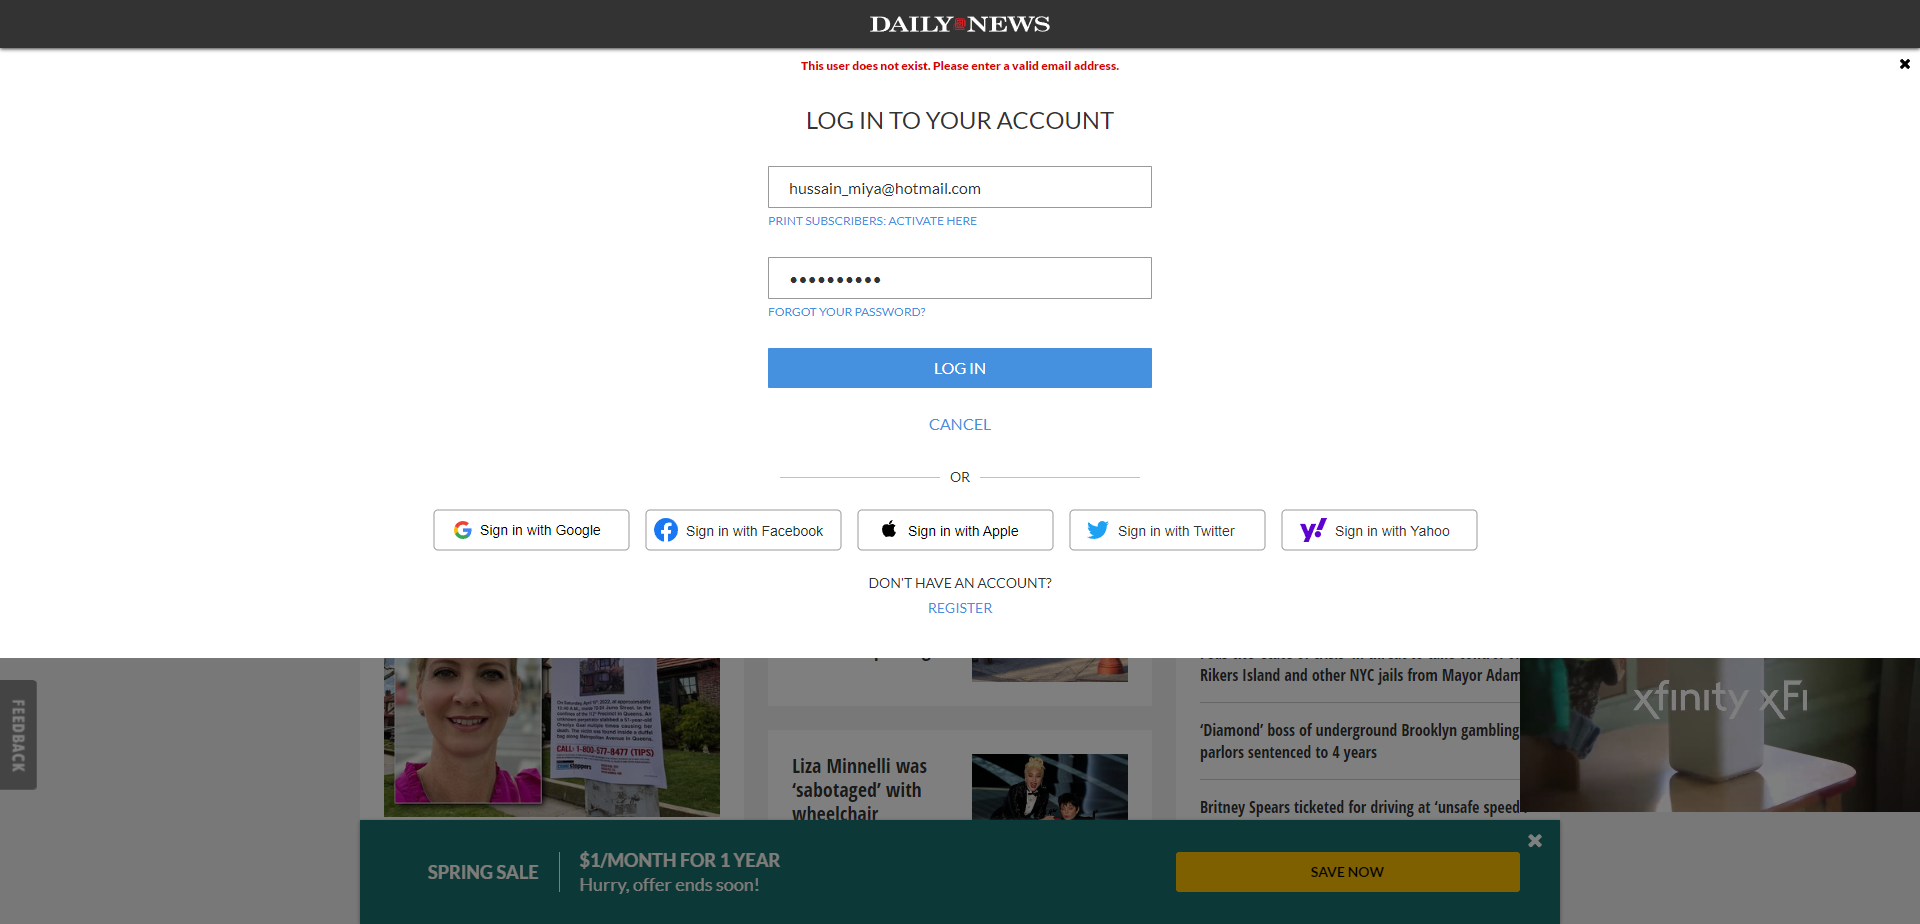 DAILY NEWS
This user does not exist. Please enter a valid email address.
LOG IN TO YOUR ACCOUNT
hussain_miya@hotmail.com
PRINT SUBSCRIBERS: ACTIVATE HERE
••••••••••
FORGOT YOUR PASSWORD?
LOG IN
CANCEL
OR
Sign in with Google
Sign in with Facebook
Sign in with Apple
Sign in with Twitter
Sign in with Yahoo
DON'T HAVE AN ACCOUNT?
REGISTER
FEEDBACK
CALL: 1-800-577-8477 (TIPS)
Liza Minnelli was
‘sabotaged’ with
wheelchair
Rikers Island and other NYC jails from Mayor Adam
‘Diamond’ boss of underground Brooklyn gambling
parlors sentenced to 4 years
Britney Spears ticketed for driving at ‘unsafe speed
xfinity xFi
SPRING SALE
$1/MONTH FOR 1 YEAR
Hurry, offer ends soon!
SAVE NOW